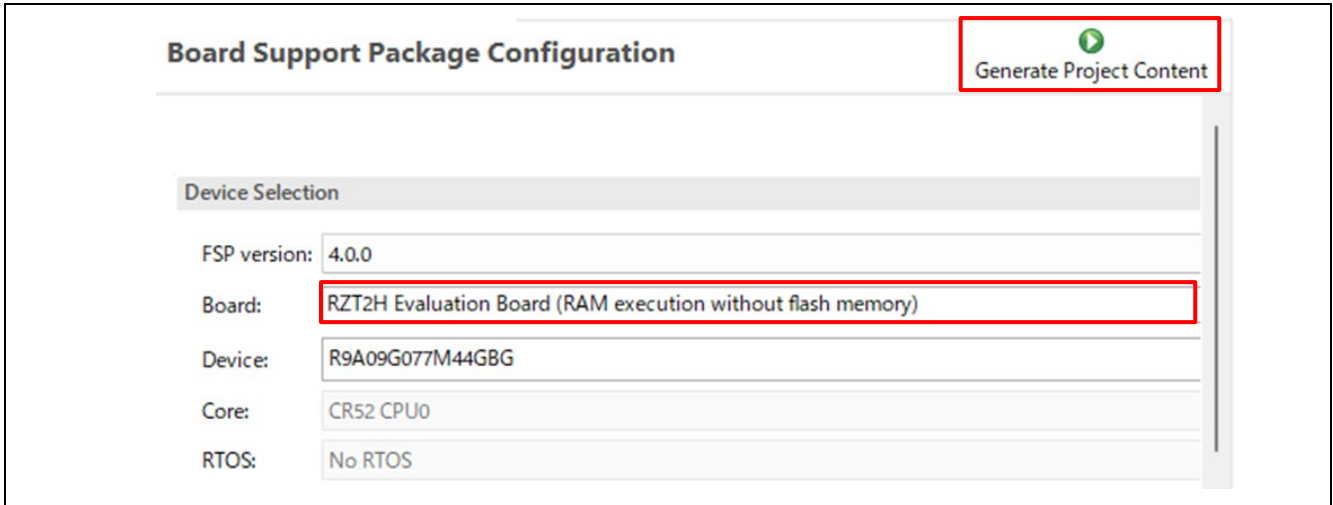 Board Support Package Configuration
Generate Project Content
Device Selection
FSP version: 4.0.0
Board: RZT2H Evaluation Board (RAM execution without flash memory)
Device: R9A09G077M44GBG
Core: CR52 CPU0
RTOS: No RTOS